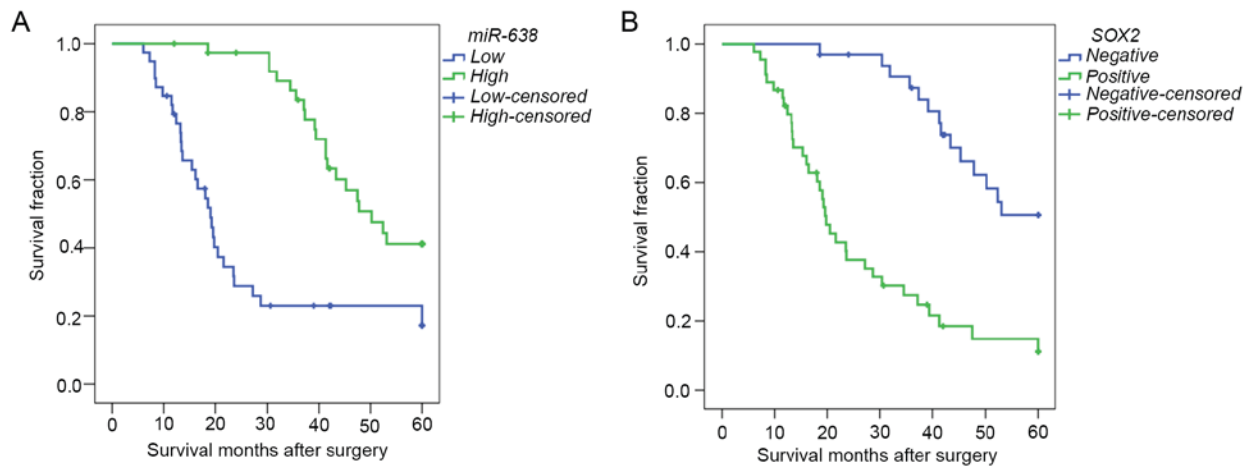 A
miR-638
Low
High
Low-censored
High-censored
Survival fraction
1.0
0.8
0.6
0.4
0.2
0.0
0 10 20 30 40 50 60
Survival months after surgery
B
SOX2
Negative
Positive
Negative-censored
Positive-censored
Survival fraction
1.0
0.8
0.6
0.4
0.2
0.0
0 10 20 30 40 50 60
Survival months after surgery